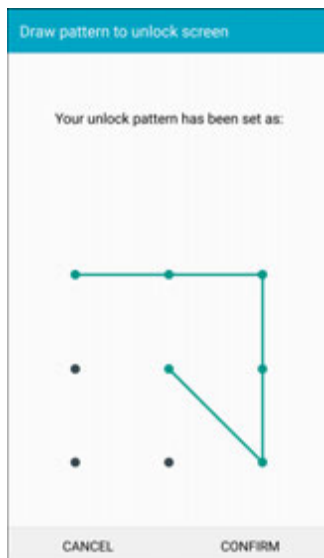 Draw pattern to unlock screen
Your unlock pattern has been set as:
CANCEL CONFIRM